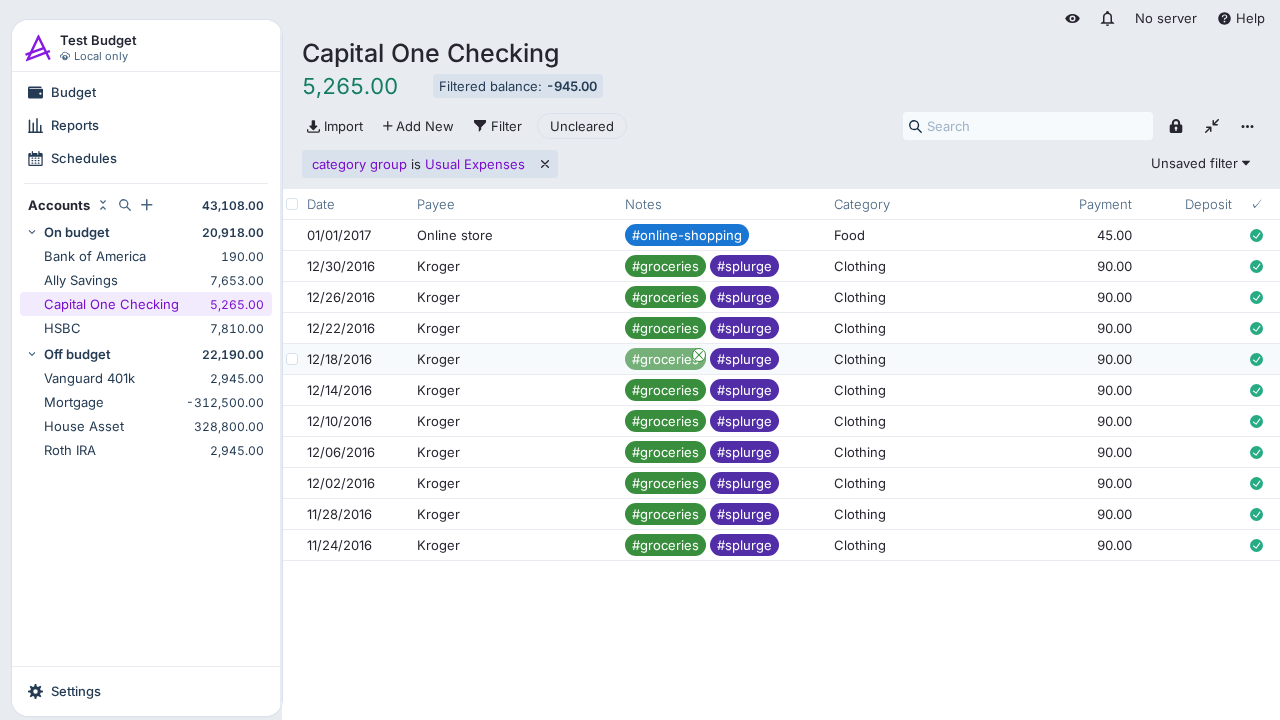 Test Budget
Local only
Budget
Reports
Schedules
Accounts 43,108.00
On budget 20,918.00
Bank of America 190.00
Ally Savings 7,653.00
Capital One Checking 5,265.00
HSBC 7,810.00
Off budget 22,190.00
Vanguard 401k 2,945.00
Mortgage -312,500.00
House Asset 328,800.00
Roth IRA 2,945.00
Settings
No server Help
Capital One Checking
5,265.00 Filtered balance: -945.00
Import Add New Filter Uncleared Search
category group is Usual Expenses Unsaved filter
Date Payee Notes Category Payment Deposit
01/01/2017 Online store #online-shopping Food 45.00
12/30/2016 Kroger #groceries #splurge Clothing 90.00
12/26/2016 Kroger #groceries #splurge Clothing 90.00
12/22/2016 Kroger #groceries #splurge Clothing 90.00
12/18/2016 Kroger #groceries #splurge Clothing 90.00
12/14/2016 Kroger #groceries #splurge Clothing 90.00
12/10/2016 Kroger #groceries #splurge Clothing 90.00
12/06/2016 Kroger #groceries #splurge Clothing 90.00
12/02/2016 Kroger #groceries #splurge Clothing 90.00
11/28/2016 Kroger #groceries #splurge Clothing 90.00
11/24/2016 Kroger #groceries #splurge Clothing 90.00